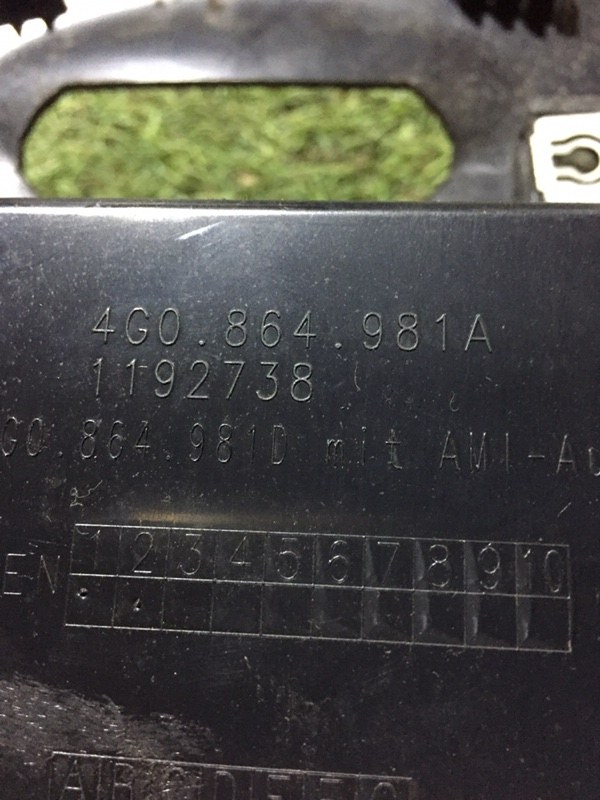 4G0.864.981A
1192738
G0.864.981D mit AMI-Au
EN 1 2 3 4 5 6 7 8 9 10
A B C D E F G